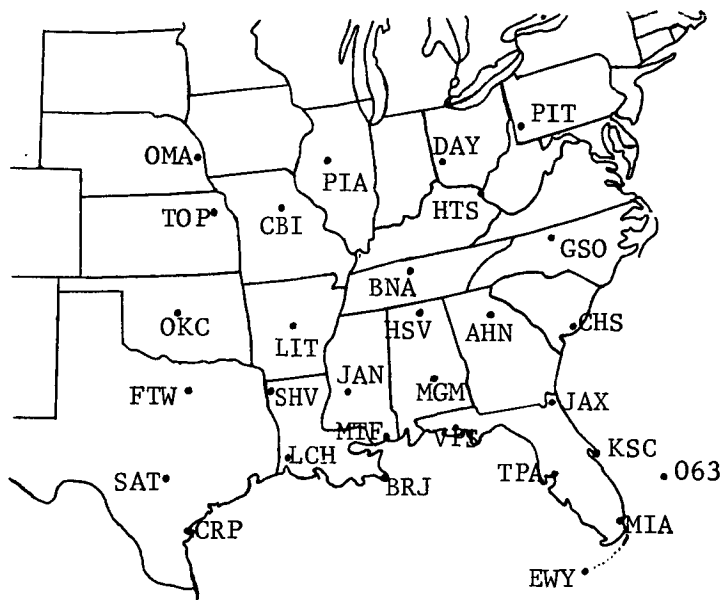 PIT
OMA
DAY
PIA
TOP
CBI
HTS
GSO
BNA
OKC
LIT
HSV
AHN
CHS
FTW
SHV
JAN
MGM
JAX
MTF
VPS
LCH
KSC
SAT
BRJ
TPA
063
CRP
MIA
EWY